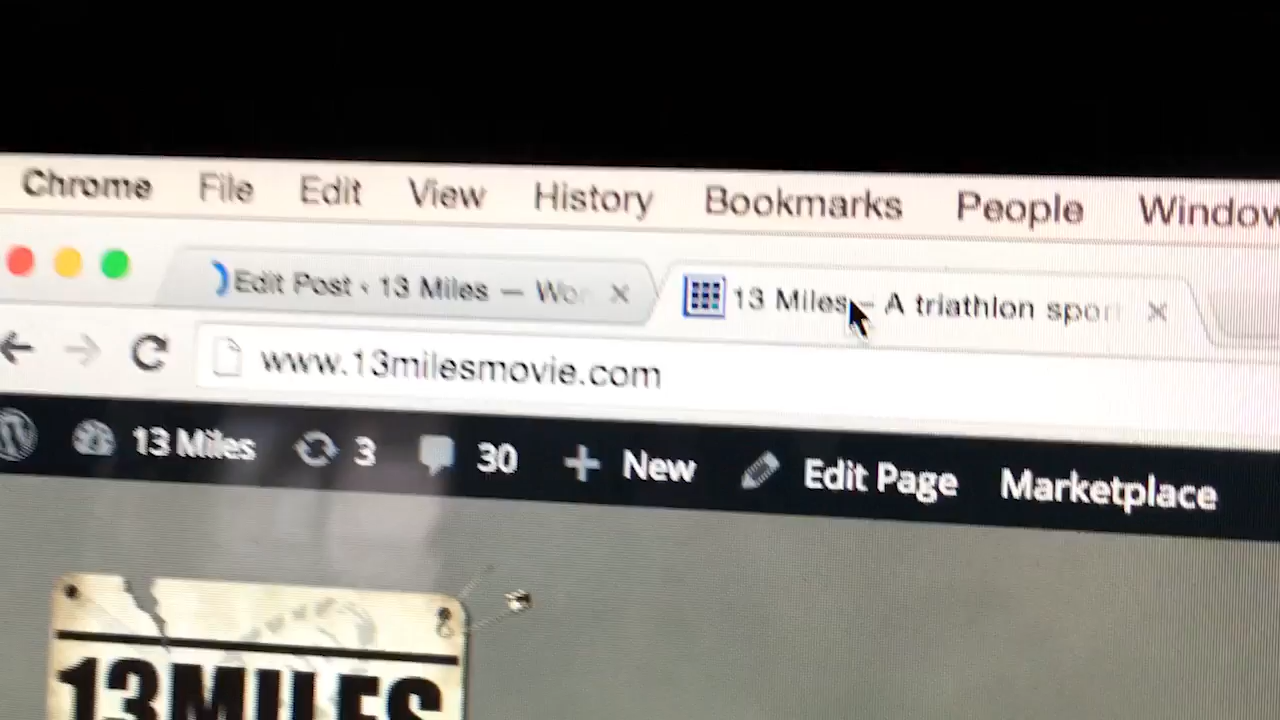 Chrome File Edit View History Bookmarks People Window
Edit Post ‹ 13 Miles — Wor
13 Miles – A triathlon spor
www.13milesmovie.com
13 Miles 3 30 New Edit Page Marketplace
13MILES